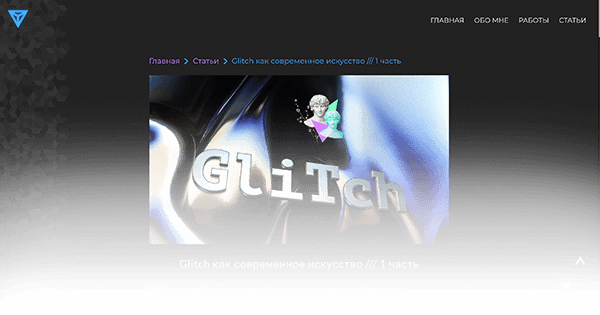 ГЛАВНАЯ ОБО МНЕ РАБОТЫ СТАТЬИ
Главная > Статьи > Glitch как современное искусство /// 1 часть
GliTch
Glitch как современное искусство /// 1 часть